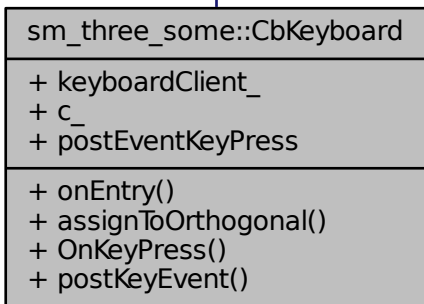 sm_three_some::CbKeyboard
+ keyboardClient_
+ c_
+ postEventKeyPress
+ onEntry()
+ assignToOrthogonal()
+ OnKeyPress()
+ postKeyEvent()